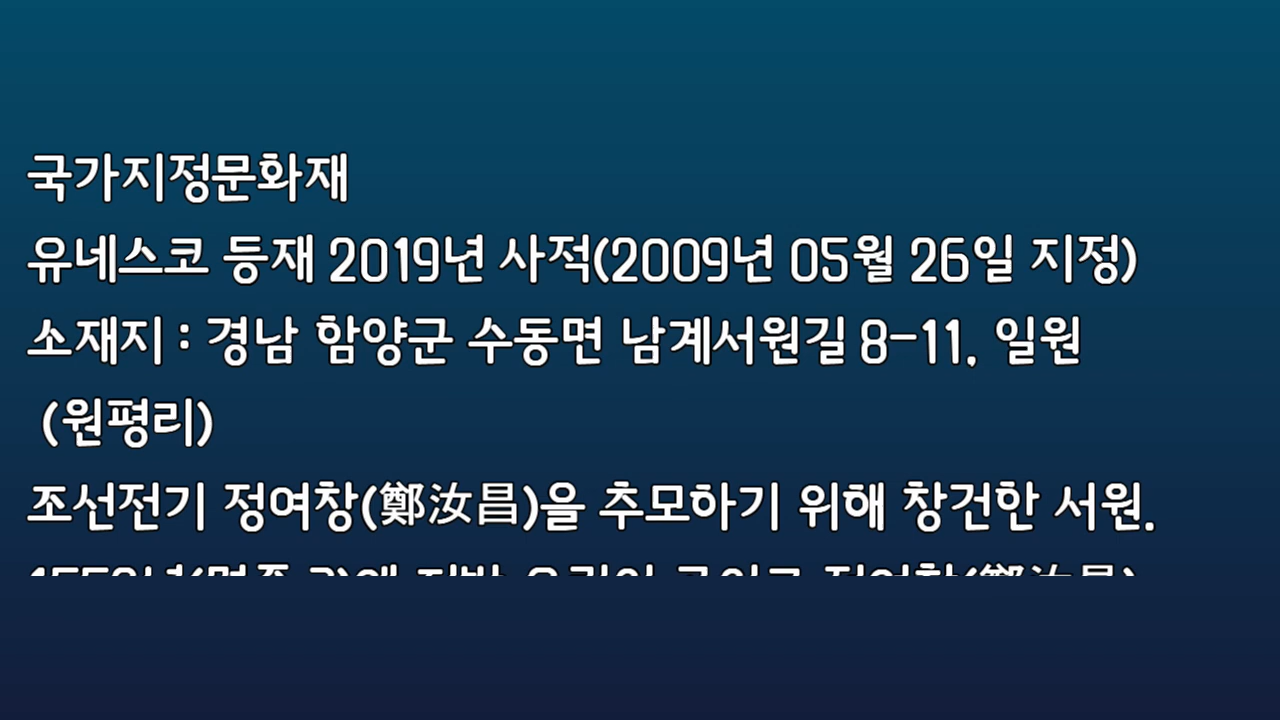 국가지정문화재
유네스코 등재 2019년 사적(2009년 05월 26일 지정)
소재지 : 경남 함양군 수동면 남계서원길 8-11, 일원
(원평리)
조선전기 정여창(鄭汝昌)을 추모하기 위해 창건한 서원.